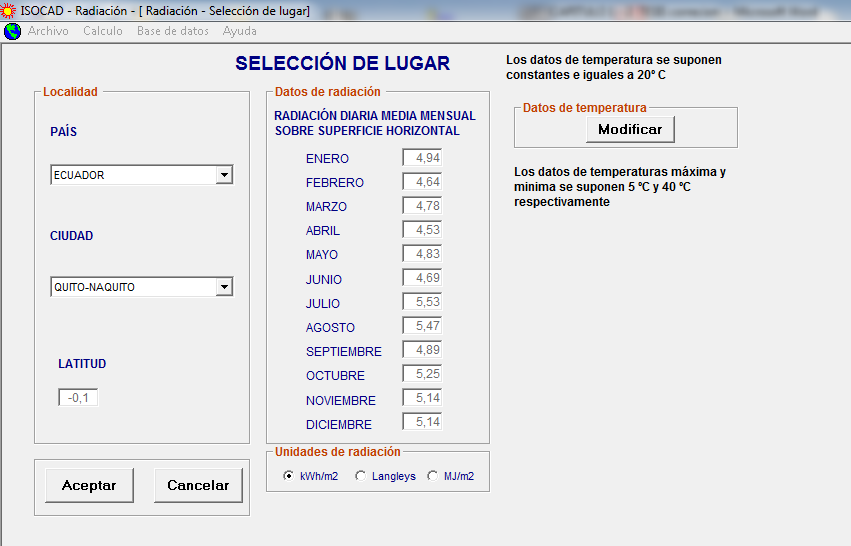 ISOCAD - Radiación - [ Radiación - Selección de lugar]
Archivo Calculo Base de datos Ayuda
SELECCIÓN DE LUGAR
Localidad
PAÍS
ECUADOR
CIUDAD
QUITO-NAQUITO
LATITUD
-0,1
Aceptar Cancelar
Datos de radiación
RADIACIÓN DIARIA MEDIA MENSUAL
SOBRE SUPERFICIE HORIZONTAL
ENERO 4,94
FEBRERO 4,64
MARZO 4,78
ABRIL 4,53
MAYO 4,83
JUNIO 4,69
JULIO 5,53
AGOSTO 5,47
SEPTIEMBRE 4,89
OCTUBRE 5,25
NOVIEMBRE 5,14
DICIEMBRE 5,14
Unidades de radiación
kWh/m2 Langleys MJ/m2
Los datos de temperatura se suponen
constantes e iguales a 20º C
Datos de temperatura
Modificar
Los datos de temperaturas máxima y
minima se suponen 5 ºC y 40 ºC
respectivamente